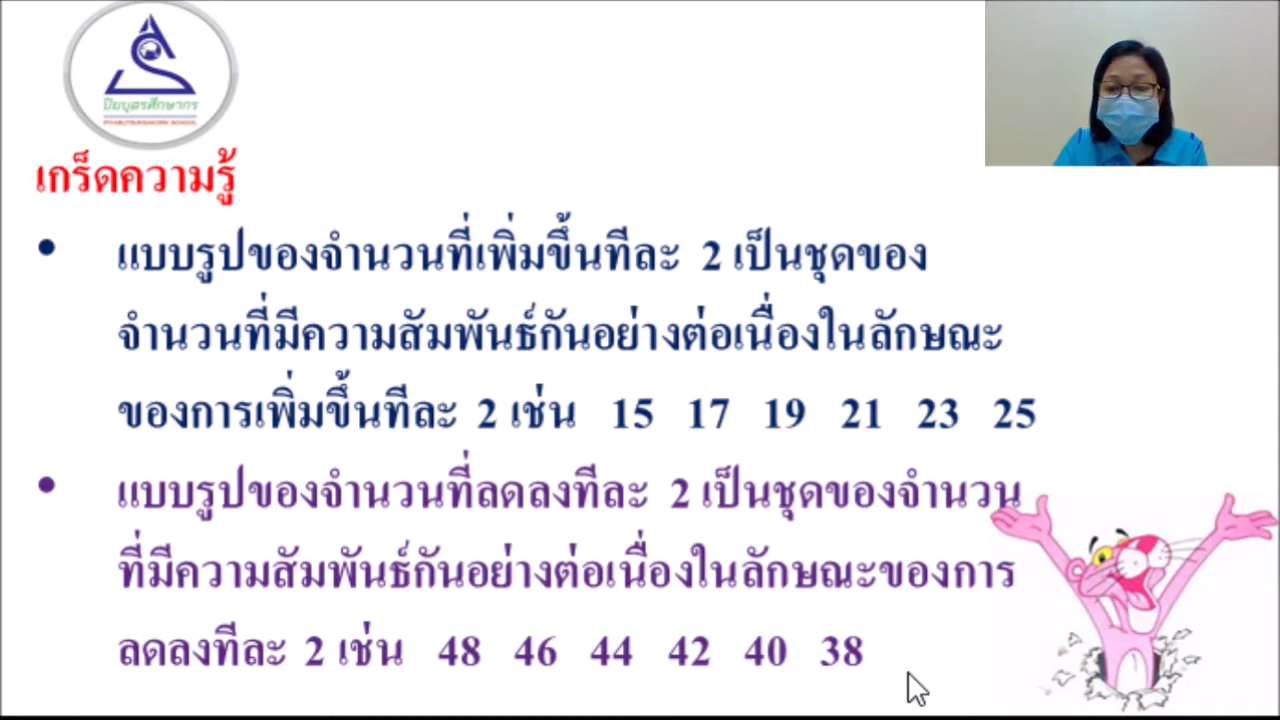 ปิยบุตรศึกษากร
PIYABUTSUKSAKORN SCHOOL
เกร็ดความรู้
• แบบรูปของจำนวนที่เพิ่มขึ้นทีละ 2 เป็นชุดของ
จำนวนที่มีความสัมพันธ์กันอย่างต่อเนื่องในลักษณะ
ของการเพิ่มขึ้นทีละ 2 เช่น 15 17 19 21 23 25
• แบบรูปของจำนวนที่ลดลงทีละ 2 เป็นชุดของจำนวน
ที่มีความสัมพันธ์กันอย่างต่อเนื่องในลักษณะของการ
ลดลงทีละ 2 เช่น 48 46 44 42 40 38